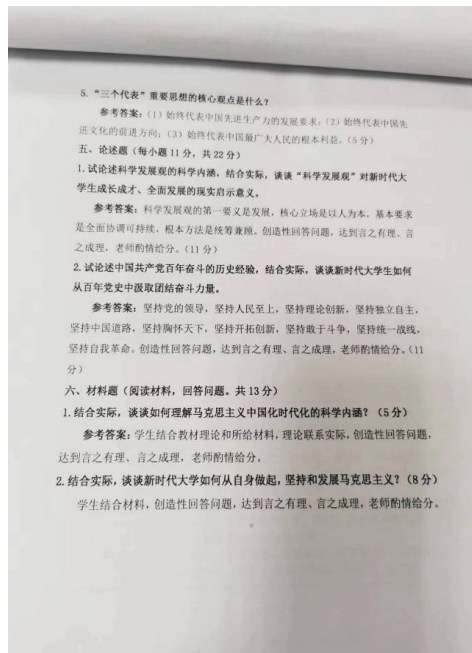 5.“三个代表”重要思想的核心观点是什么？
参考答案：（1）始终代表中国先进生产力的发展要求；（2）始终代表中国先
进文化的前进方向；（3）始终代表中国最广大人民的根本利益。（5分）
五、论述题（每小题11分，共22分）
1.试论述科学发展观的科学内涵，结合实际，谈谈“科学发展观”对新时代大
学生成长成才、全面发展的现实启示意义。
参考答案：科学发展观的第一要义是发展，核心立场是以人为本。基本要求
是全面协调可持续，根本方法是统筹兼顾。创造性回答问题，达到言之有理、言
之成理，老师酌情给分。（11分）
2.试论述中国共产党百年奋斗的历史经验，结合实际，谈谈新时代大学生如何
从百年党史中汲取团结奋斗力量。
参考答案：坚持党的领导，坚持人民至上，坚持理论创新，坚持独立自主，
坚持中国道路，坚持胸怀天下，坚持开拓创新，坚持敢于斗争，坚持统一战线，
坚持自我革命。创造性回答问题，达到言之有理、言之成理，老师酌情给分。（11
分）
六、材料题（阅读材料，回答问题。共13分）
1.结合实际，谈谈如何理解马克思主义中国化时代化的科学内涵？（5分）
参考答案：学生结合教材理论和所给材料，理论联系实际，创造性回答问题，
达到言之有理、言之成理，老师酌情给分。
2.结合实际，谈谈新时代大学如何从自身做起，坚持和发展马克思主义？（8分）
学生结合材料，创造性回答问题，达到言之有理、言之成理，老师酌情给分。